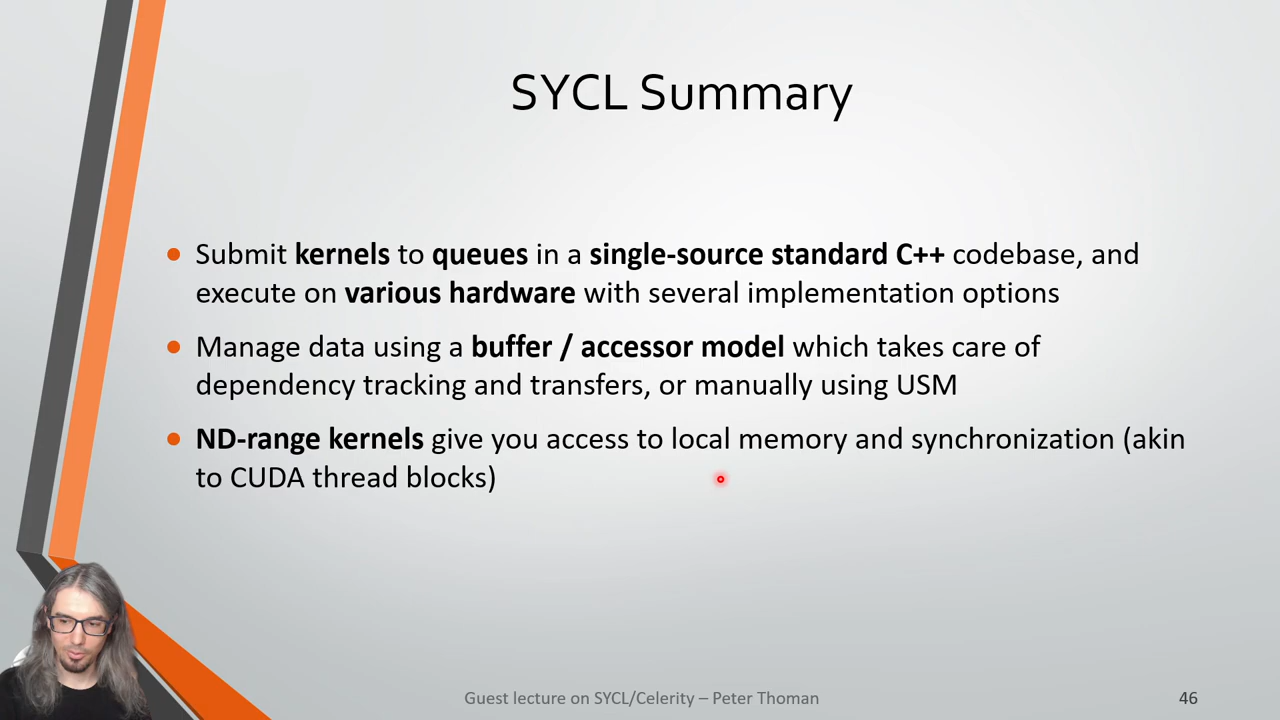 SYCL Summary
Submit kernels to queues in a single-source standard C++ codebase, and
execute on various hardware with several implementation options
Manage data using a buffer / accessor model which takes care of
dependency tracking and transfers, or manually using USM
ND-range kernels give you access to local memory and synchronization (akin
to CUDA thread blocks)
Guest lecture on SYCL/Celerity – Peter Thoman
46